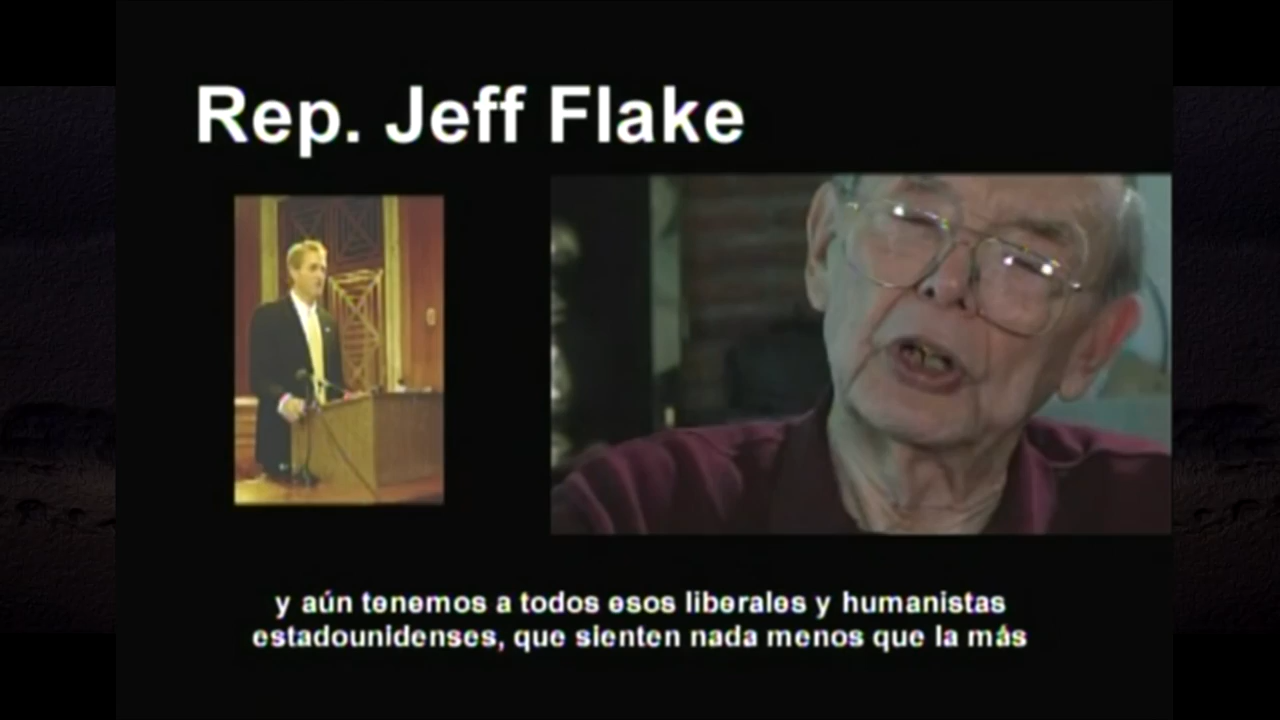 Rep. Jeff Flake
y aún tenemos a todos esos liberales y humanistas
estadounidenses, que sienten nada menos que la más